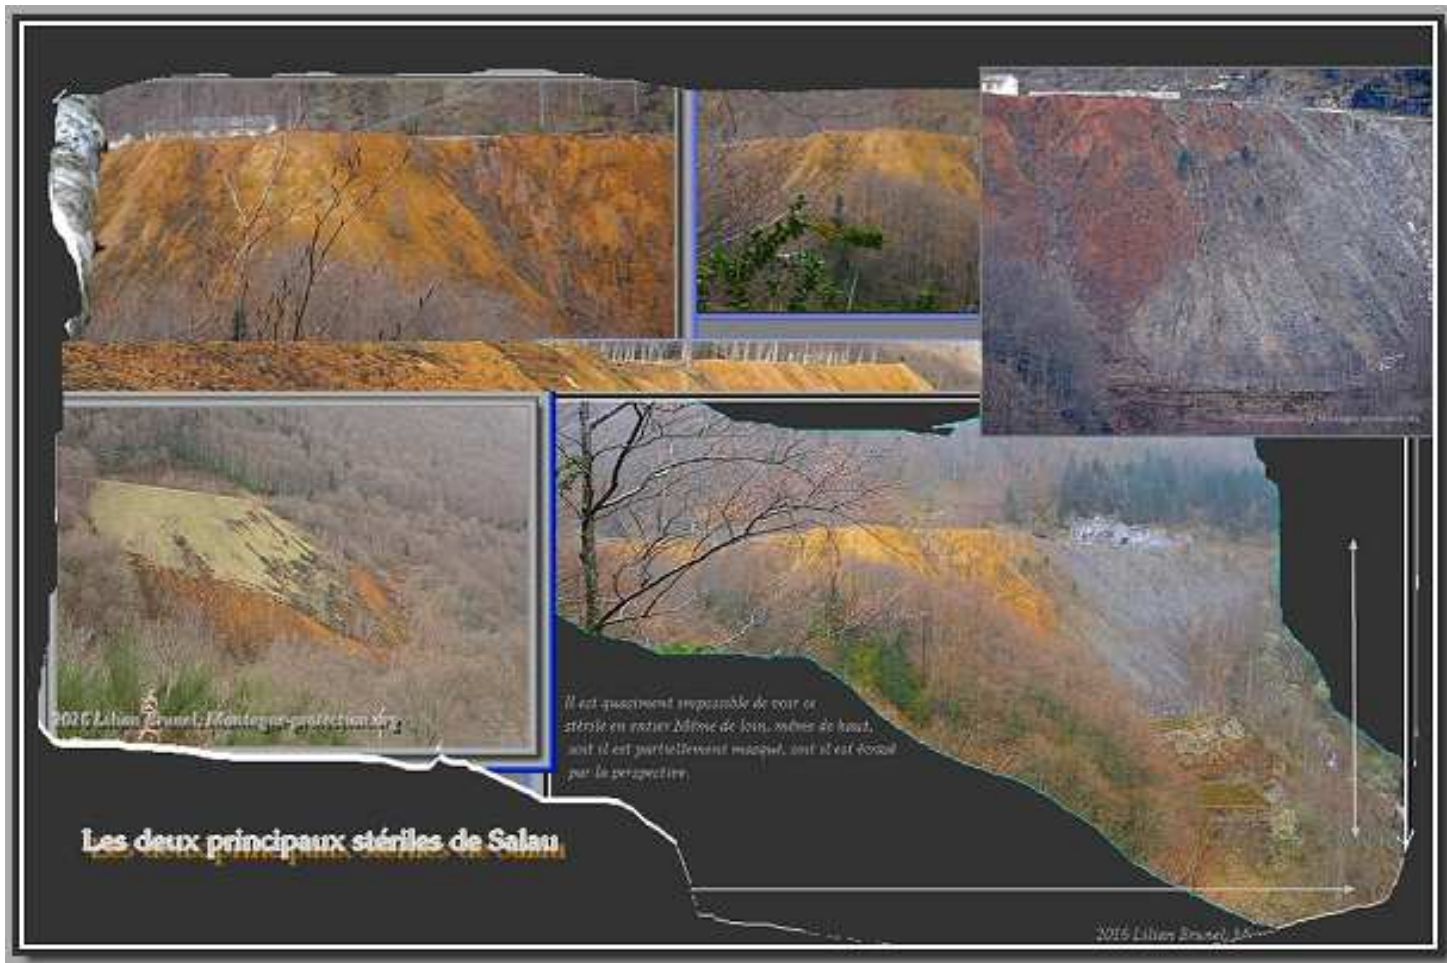 2016 Lilian Brunel, Montagne-protection.org
Il est quasiment impossible de voir ce
stérile en entier Même de loin, même de haut,
soit il est partiellement masqué, soit il est écrasé
par la perspective.
Les deux principaux stériles de Salau
2016 Lilian Brunel,